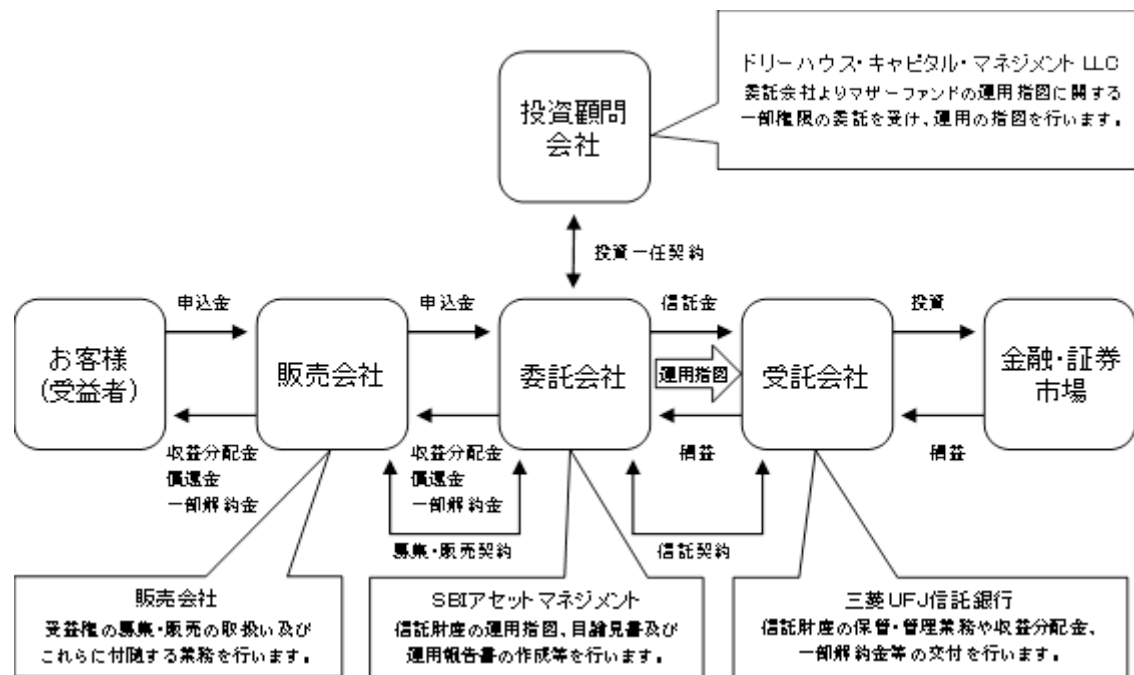 ドリーハウス・キャピタル・マネジメント LLC
委託会社よりマザーファンドの運用指図に関する
一部権限の委託を受け、運用の指図を行います。
投資顧問
会社
投資一任契約
申込金
申込金
信託金
投資
お客様
(受益者)
販売会社
委託会社
運用指図
受託会社
金融・証券
市場
収益分配金
償還金
一部解約金
収益分配金
償還金
一部解約金
損益
損益
募集・販売契約
信託契約
販売会社
受益権の募集・販売の取扱い及び
これらに付随する業務を行います。
SBIアセットマネジメント
信託財産の運用指図、目論見書及び
運用報告書の作成等を行います。
三菱UFJ信託銀行
信託財産の保管・管理業務や収益分配金、
一部解約金等の交付を行います。